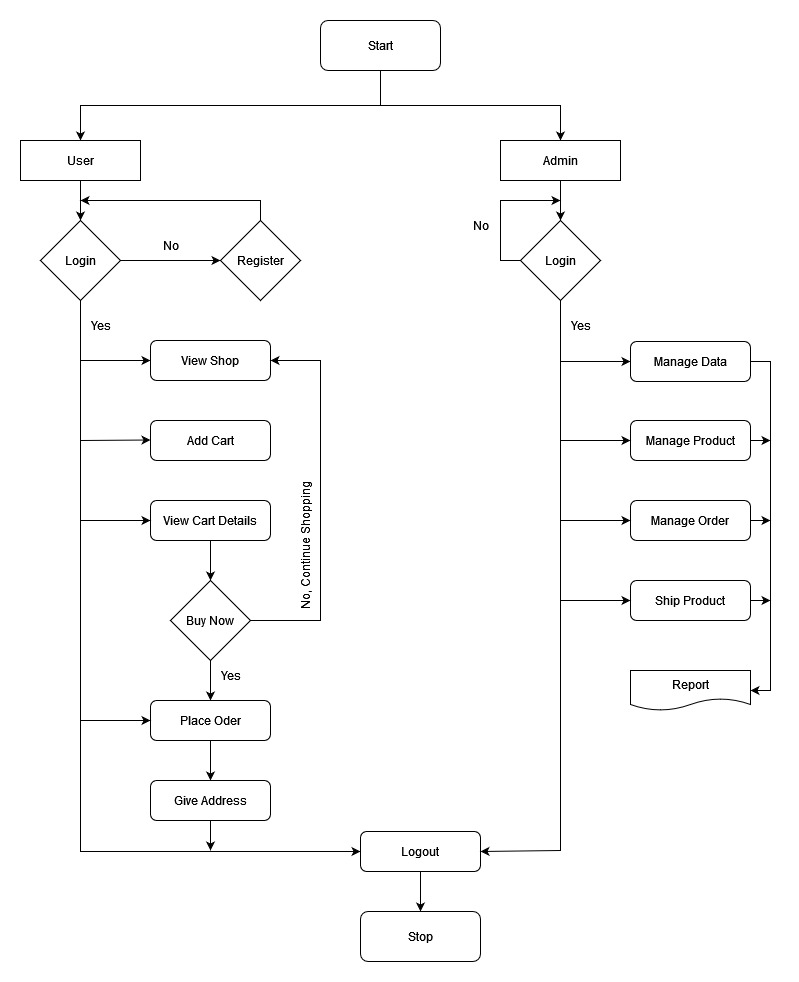 Start
User
Admin
Login
No
Register
No
Login
Yes
Yes
View Shop
Manage Data
Add Cart
Manage Product
View Cart Details
No, Continue Shopping
Manage Order
Buy Now
Ship Product
Yes
Report
Place Oder
Give Address
Logout
Stop